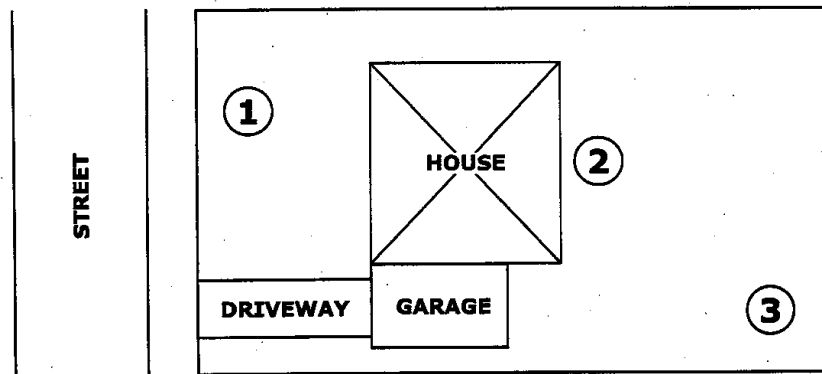 1
STREET
HOUSE
2
DRIVEWAY
GARAGE
3